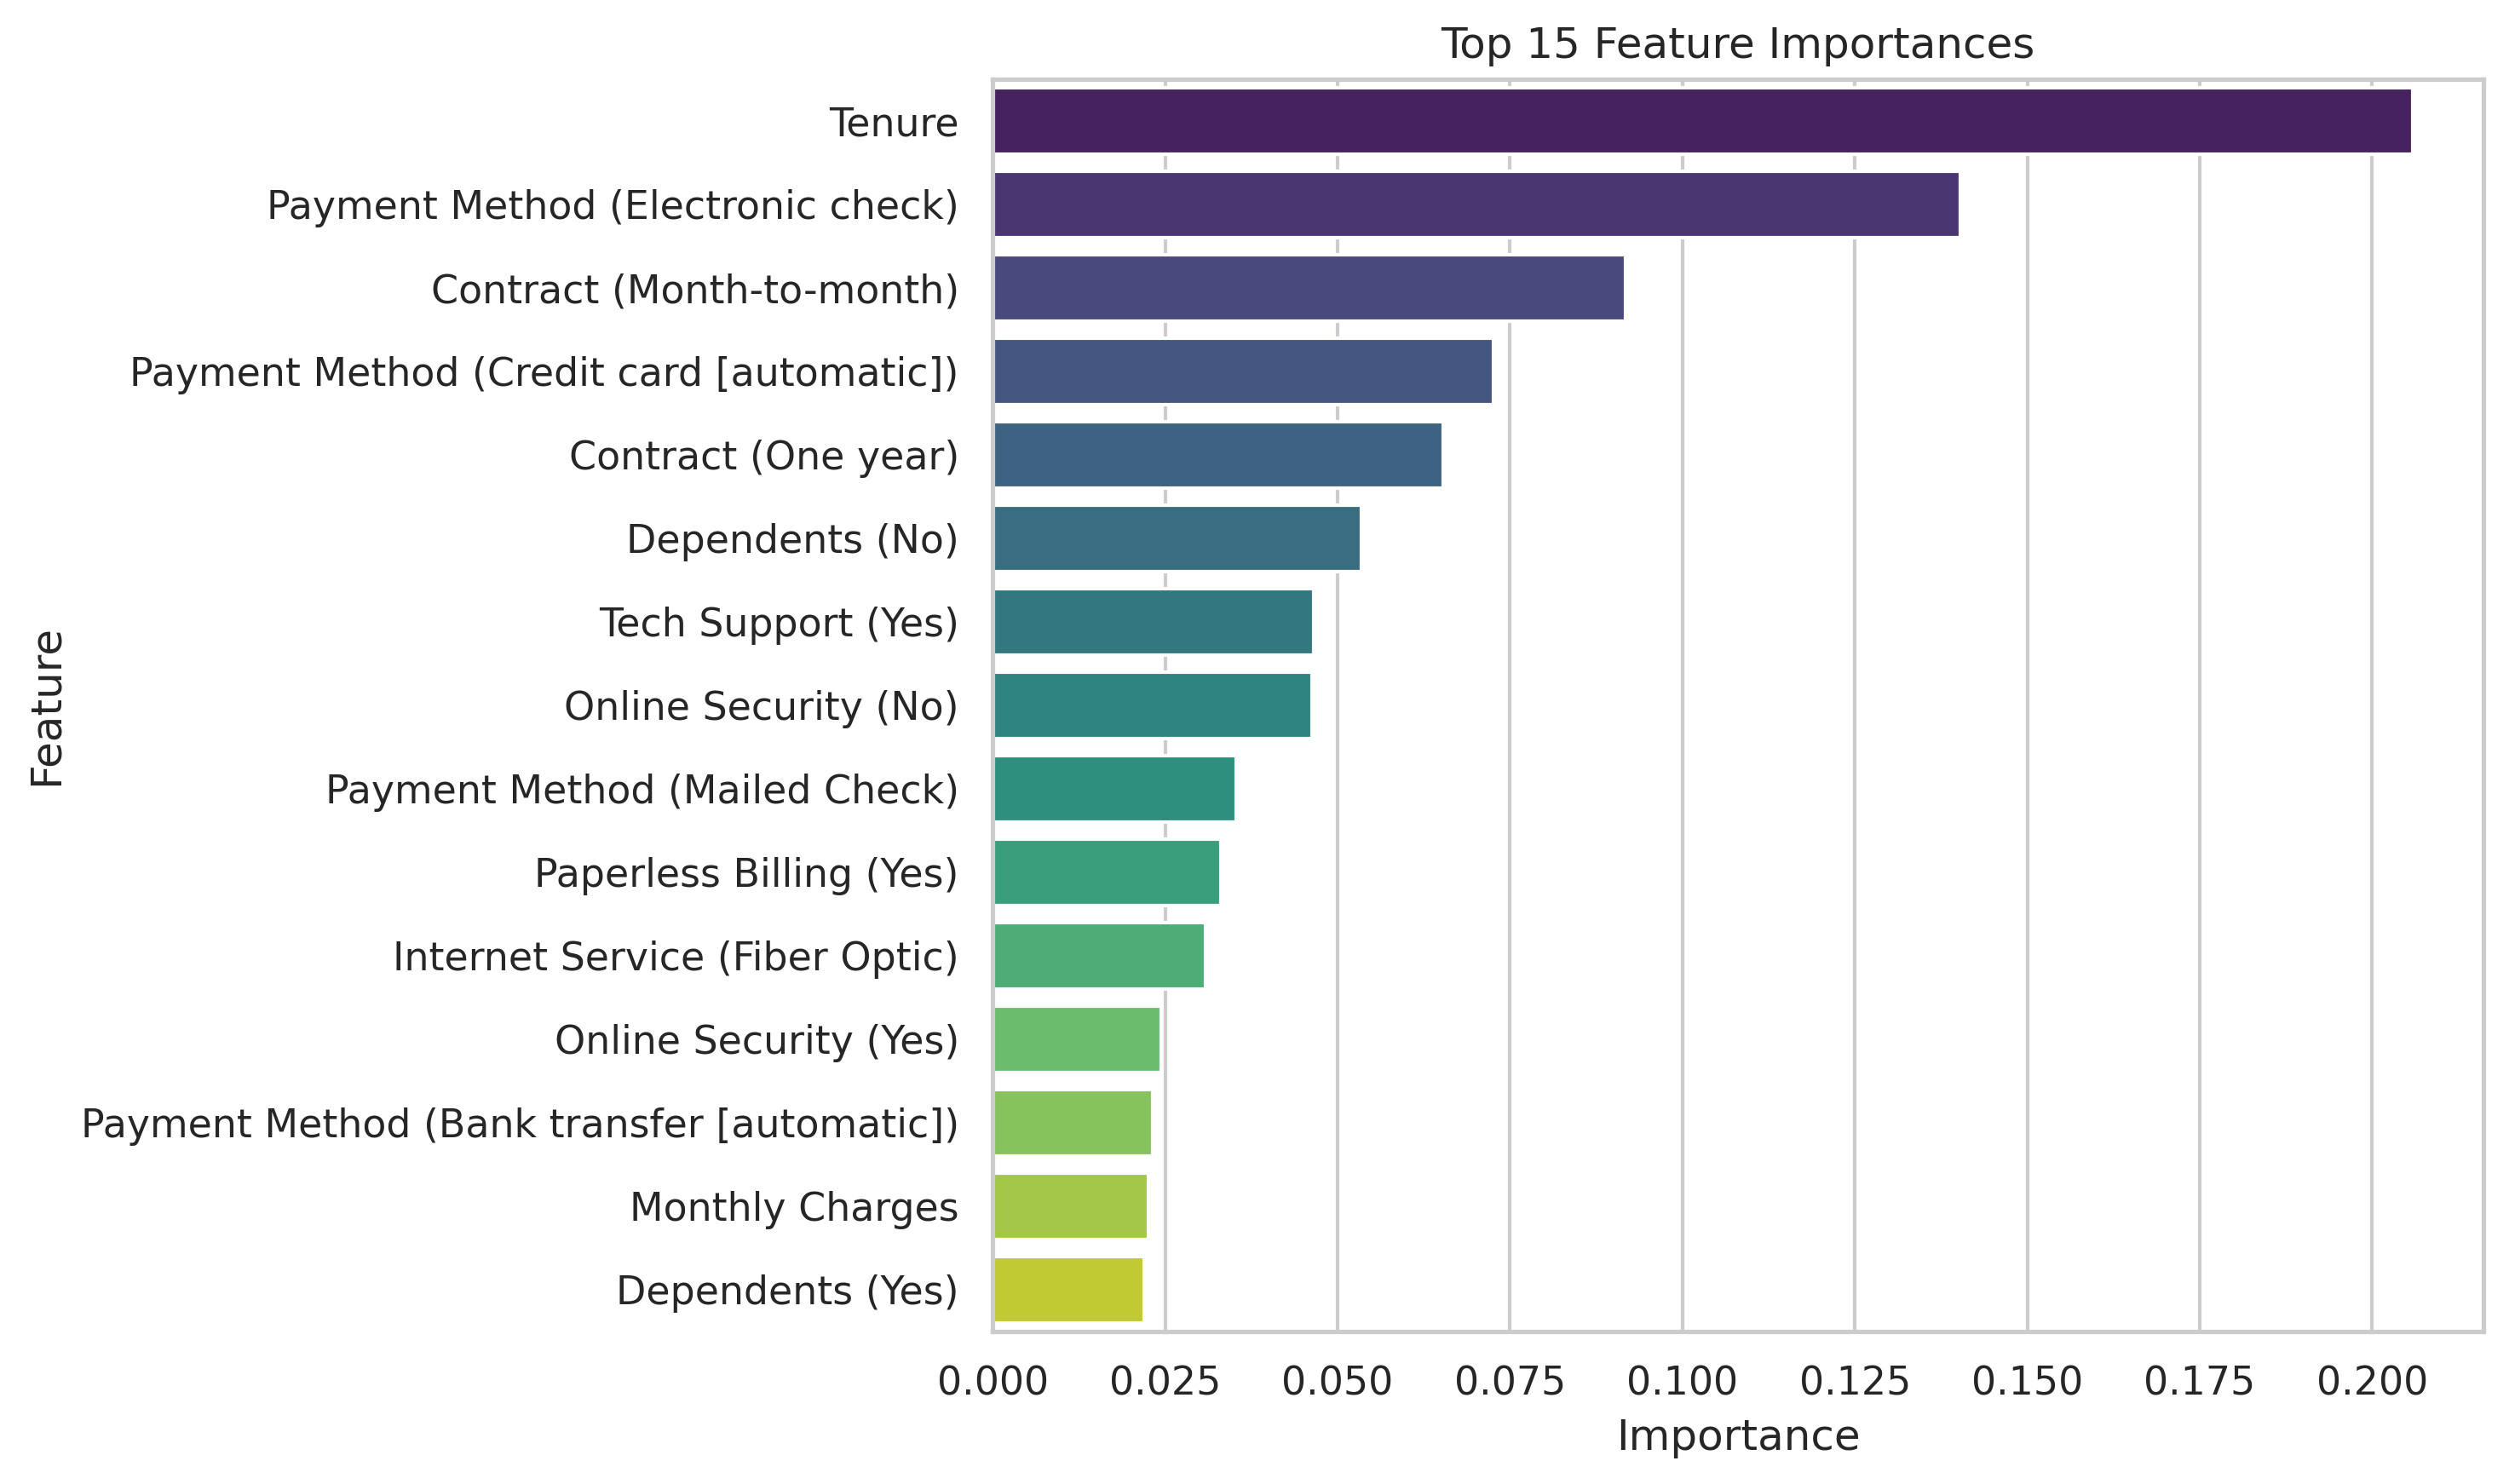 Top 15 Feature Importances
Tenure
Payment Method (Electronic check)
Contract (Month-to-month)
Payment Method (Credit card [automatic])
Contract (One year)
Dependents (No)
Tech Support (Yes)
Online Security (No)
Payment Method (Mailed Check)
Paperless Billing (Yes)
Internet Service (Fiber Optic)
Online Security (Yes)
Payment Method (Bank transfer [automatic])
Monthly Charges
Dependents (Yes)
Feature
0.000 0.025 0.050 0.075 0.100 0.125 0.150 0.175 0.200
Importance